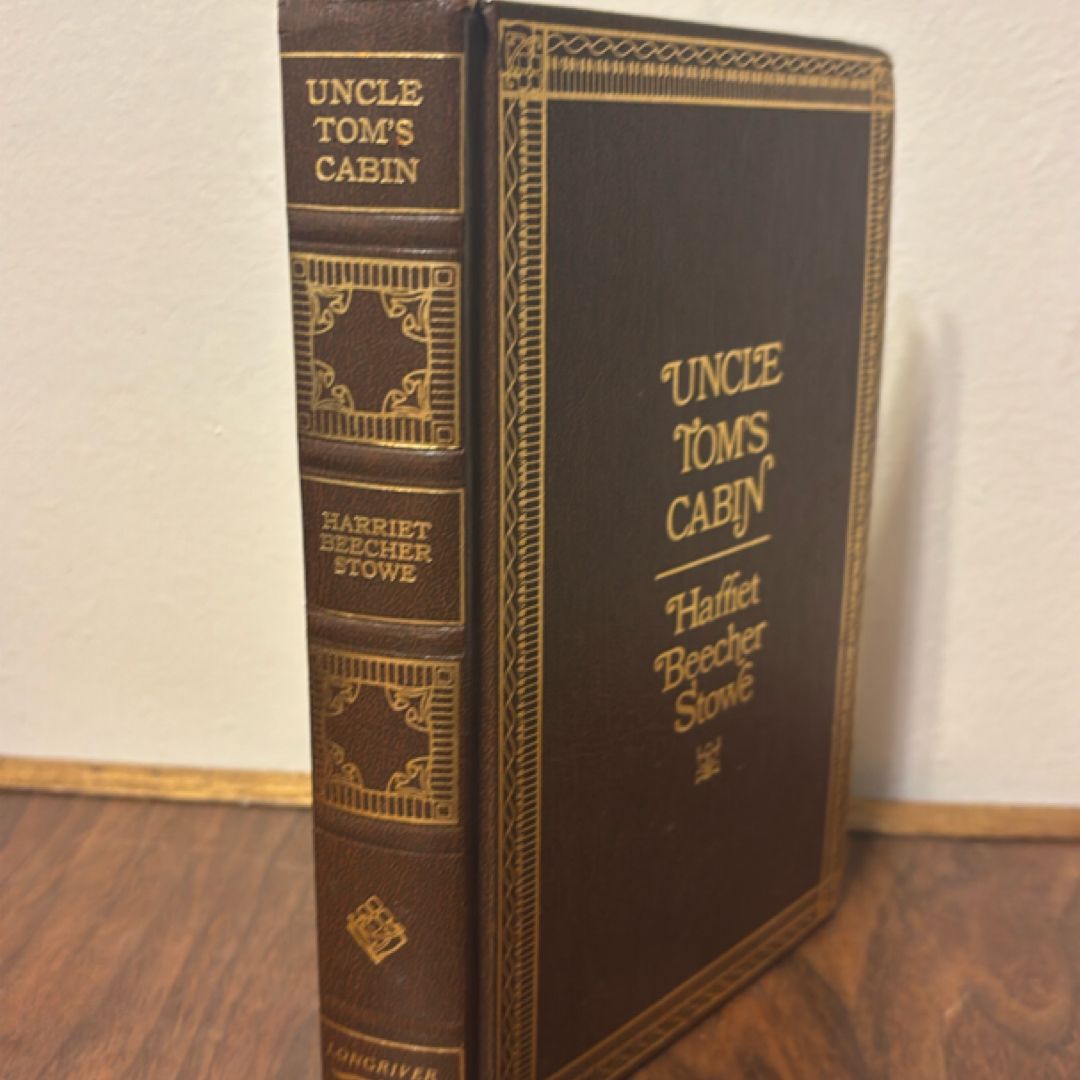 UNCLE
TOM'S
CABIN
HARRIET
BEECHER
STOWE
LONGRIVER
UNCLE
TOM'S
CABIN
Harriet
Beecher
Stowe